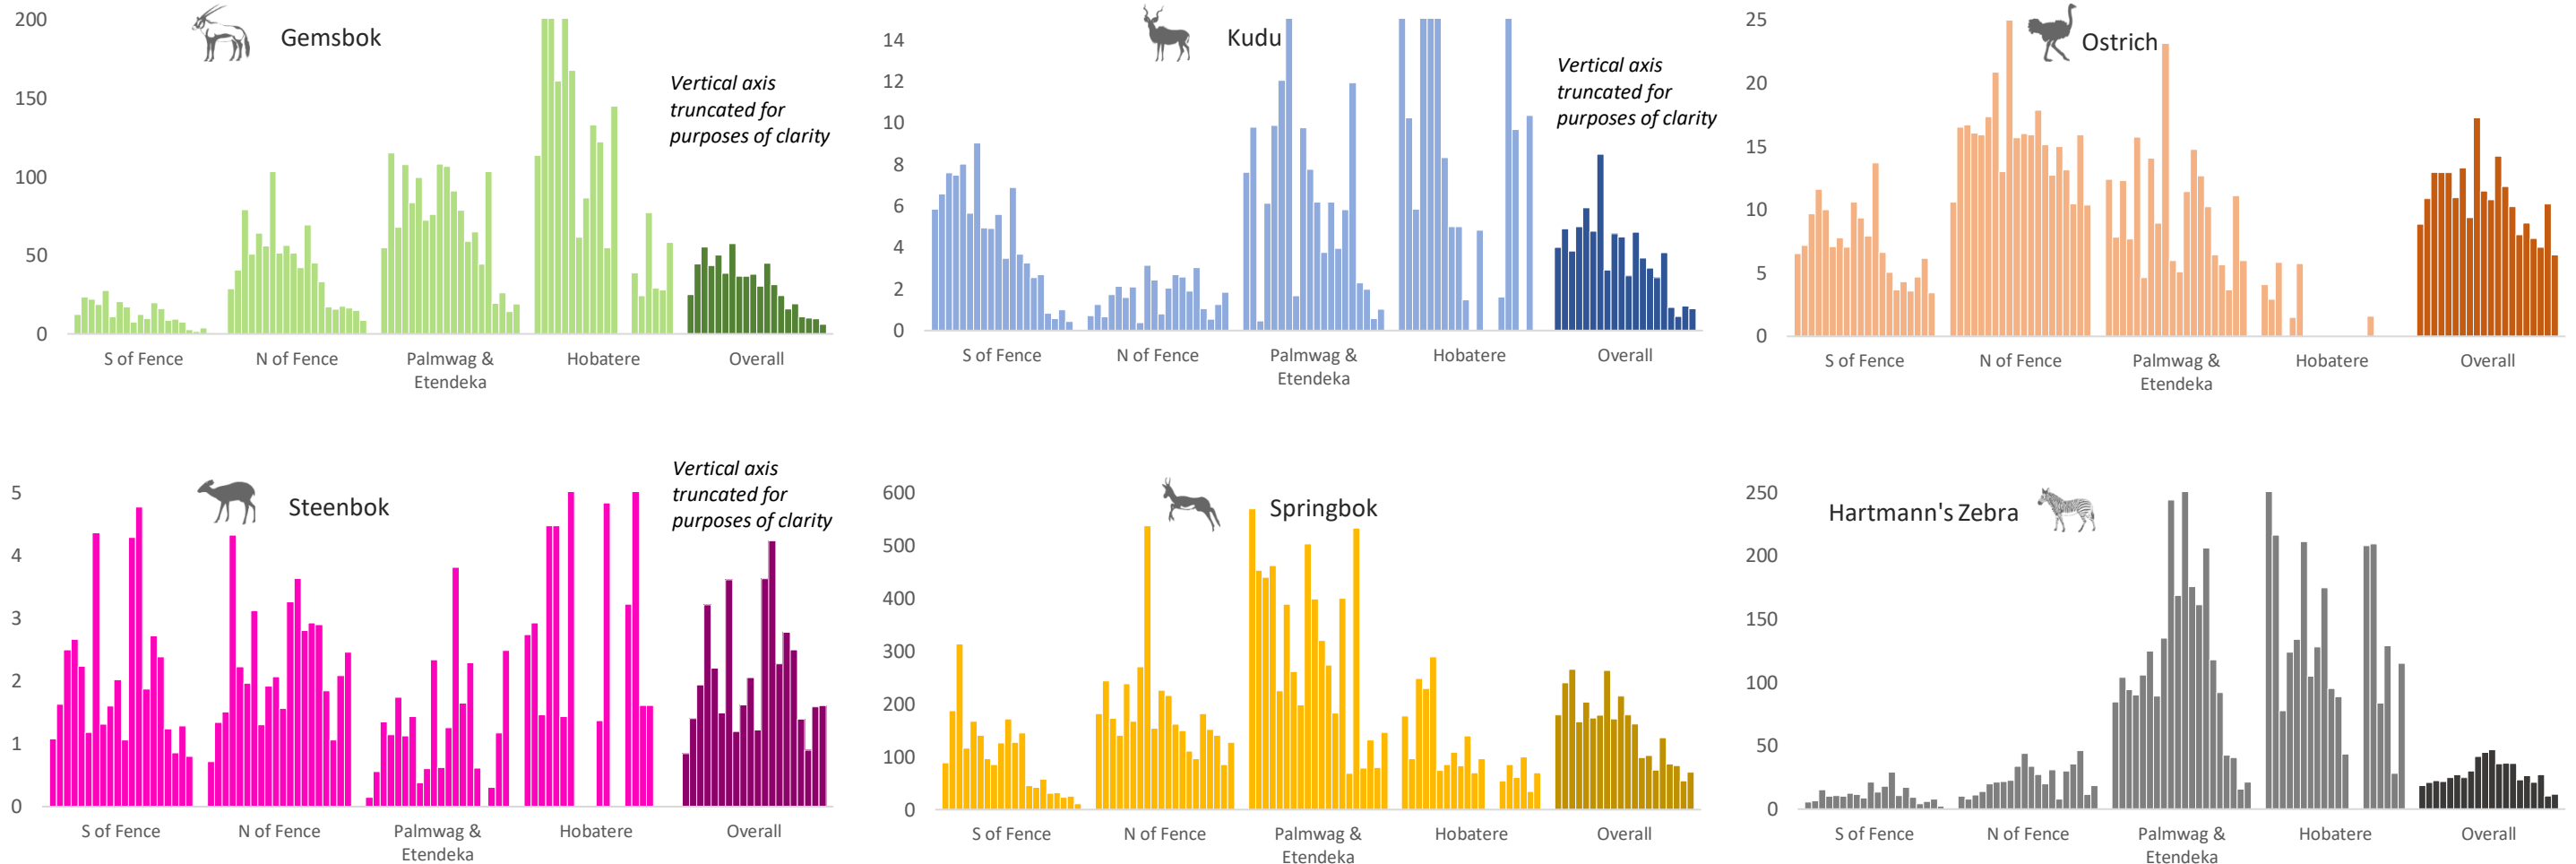 Gemsbok
Vertical axis
truncated for
purposes of clarity
200
150
100
50
0
S of Fence
N of Fence
Palmwag &
Etendeka
Hobatere
Overall
Kudu
Vertical axis
truncated for
purposes of clarity
14
12
10
8
6
4
2
0
S of Fence
N of Fence
Palmwag &
Etendeka
Hobatere
Overall
Ostrich
25
20
15
10
5
0
S of Fence
N of Fence
Palmwag &
Etendeka
Hobatere
Overall
Steenbok
Vertical axis
truncated for
purposes of clarity
5
4
3
2
1
0
S of Fence
N of Fence
Palmwag &
Etendeka
Hobatere
Overall
Springbok
600
500
400
300
200
100
0
S of Fence
N of Fence
Palmwag &
Etendeka
Hobatere
Overall
Hartmann's Zebra
250
200
150
100
50
0
S of Fence
N of Fence
Palmwag &
Etendeka
Hobatere
Overall